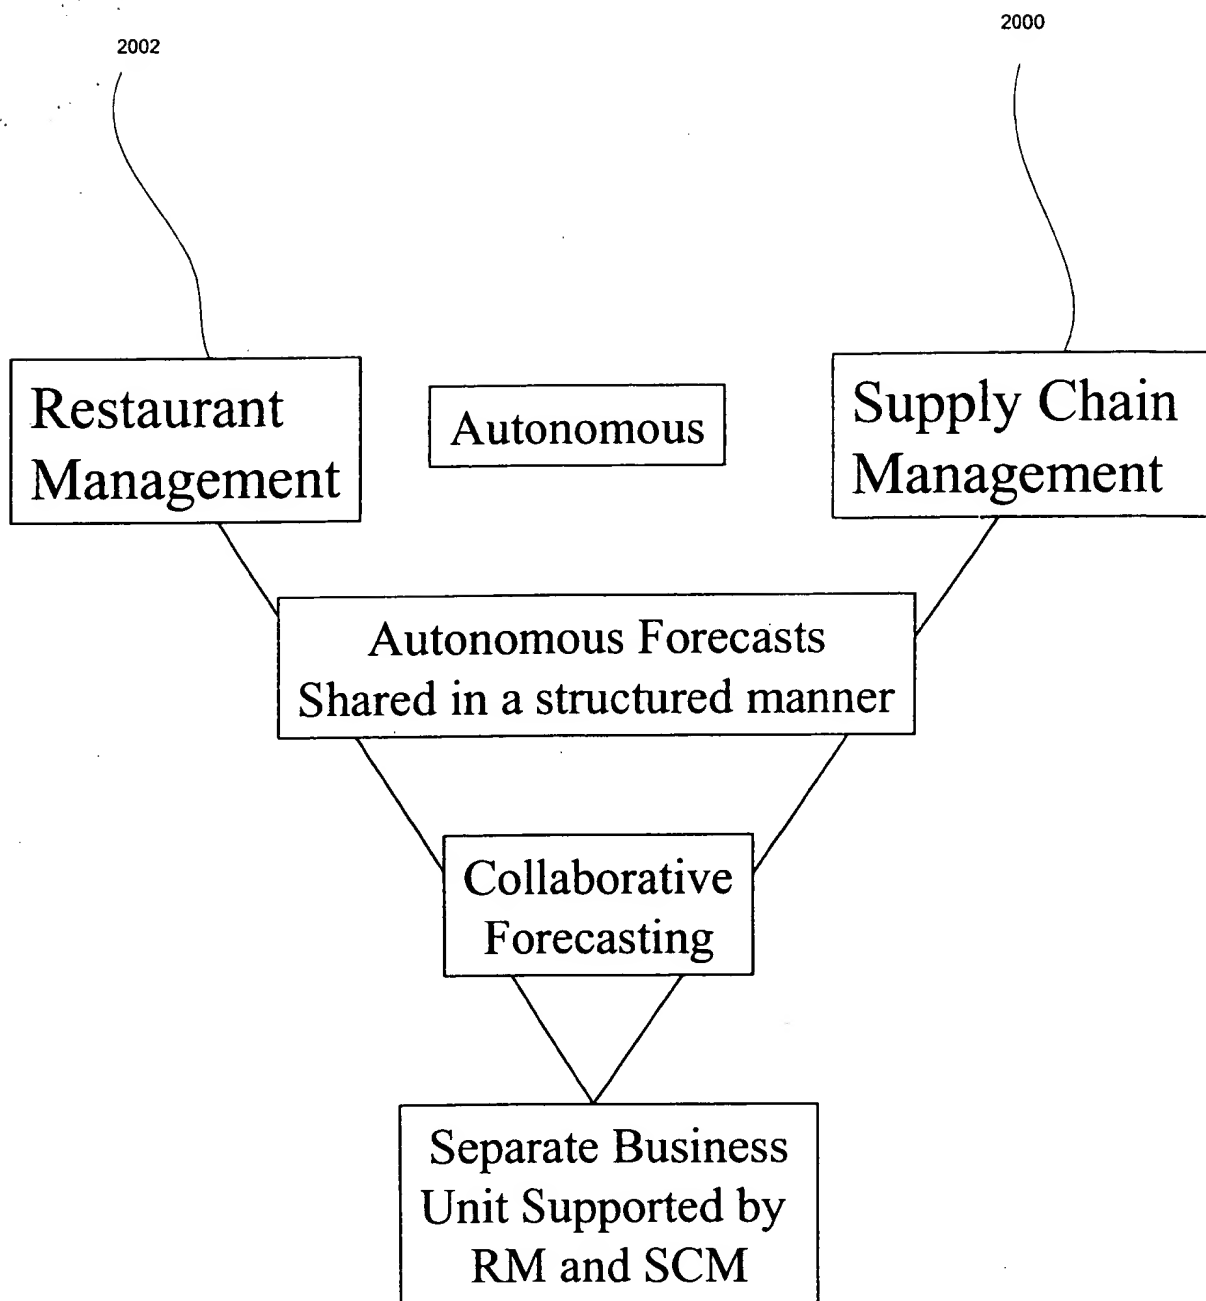 2002
2000
Restaurant
Management
Autonomous
Supply Chain
Management
Autonomous Forecasts
Shared in a structured manner
Collaborative
Forecasting
Separate Business
Unit Supported by
RM and SCM